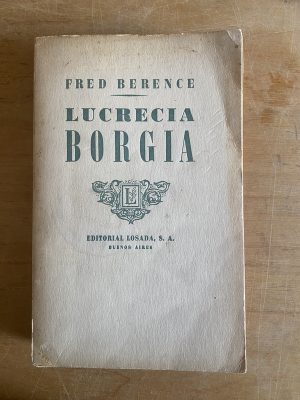 FRED BERENCE
LUCRECIA
BORGIA
L
EDITORIAL LOSADA, S. A.
BUENOS AIRES